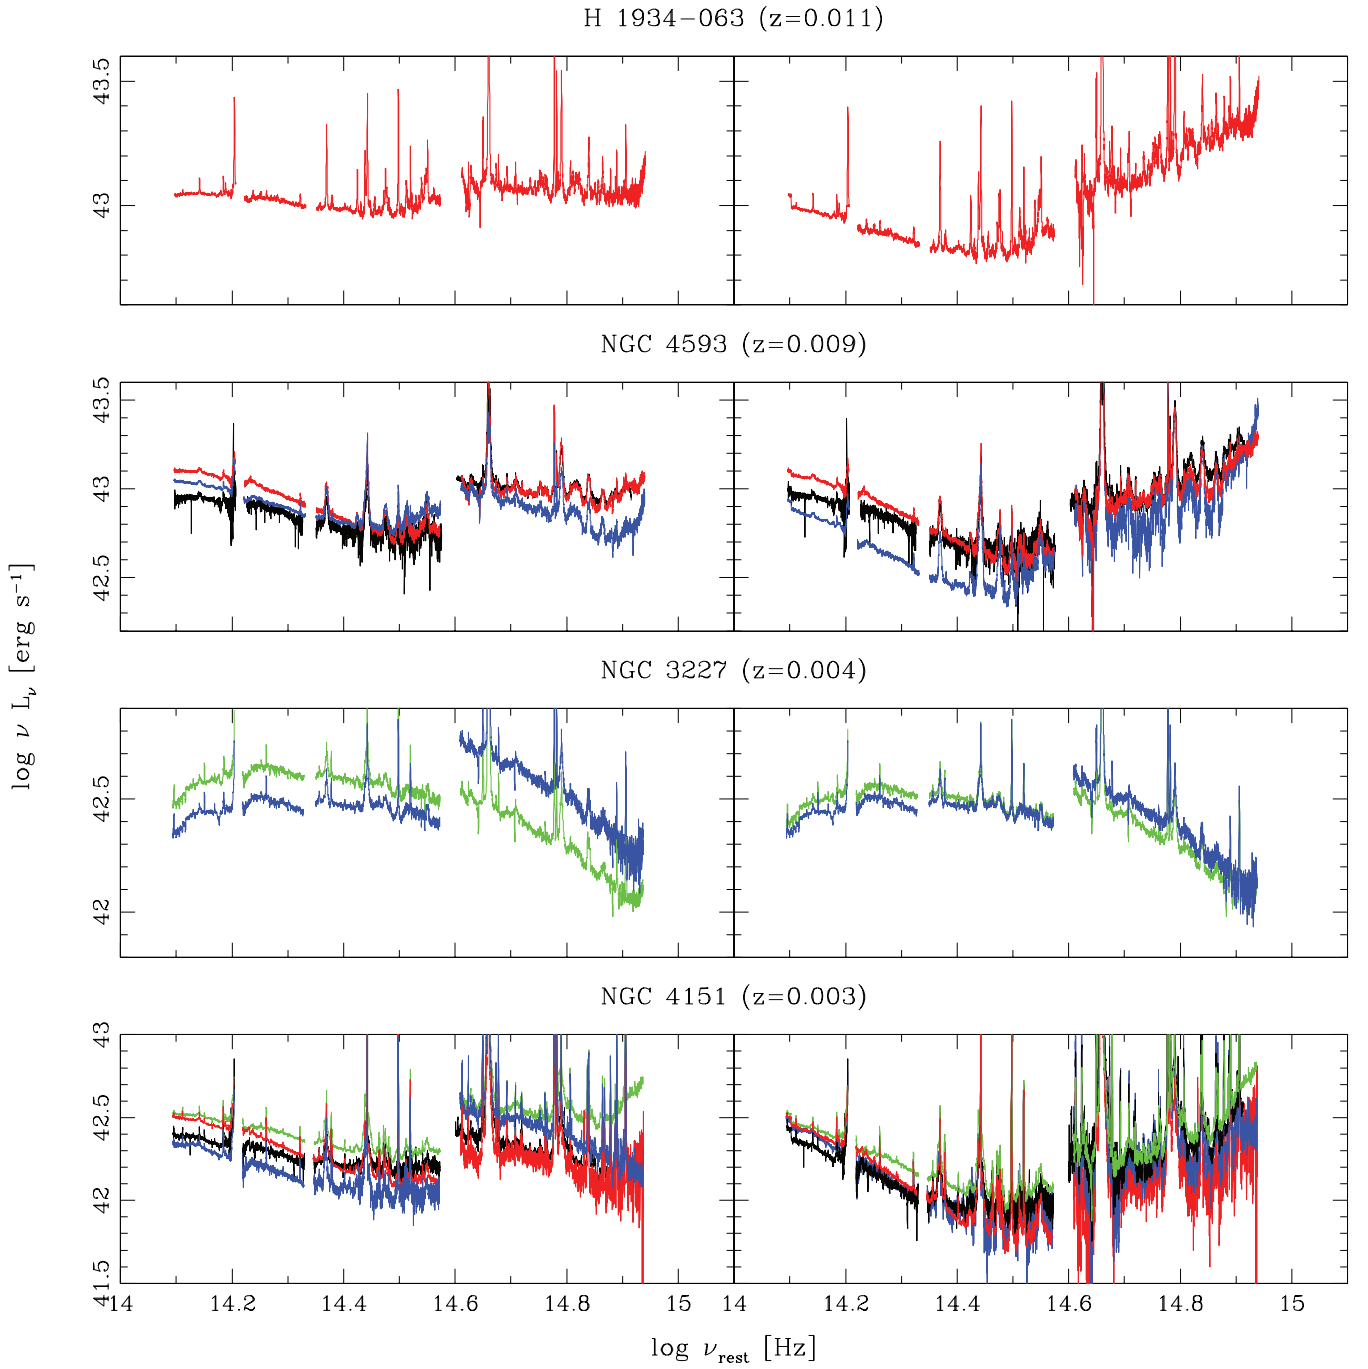 H 1934−063 (z=0.011)
43.5
43
NGC 4593 (z=0.009)
43.5
43
42.5
NGC 3227 (z=0.004)
42.5
42
NGC 4151 (z=0.003)
43
42.5
42
41.5
log ν Lν [erg s⁻¹]
14 14.2 14.4 14.6 14.8 15 14 14.2 14.4 14.6 14.8 15
log νrest [Hz]